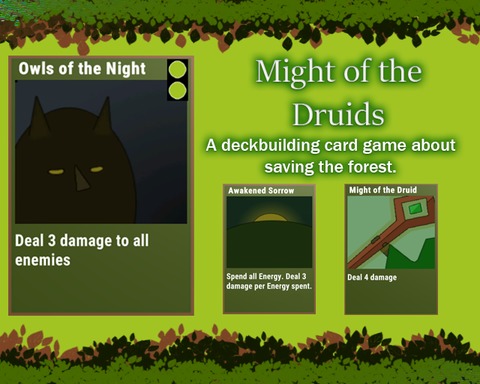 Owls of the Night
Deal 3 damage to all
enemies
Might of the
Druids
A deckbuilding card game about
saving the forest.
Awakened Sorrow
Spend all Energy. Deal 3
damage per Energy spent.
Might of the Druid
Deal 4 damage